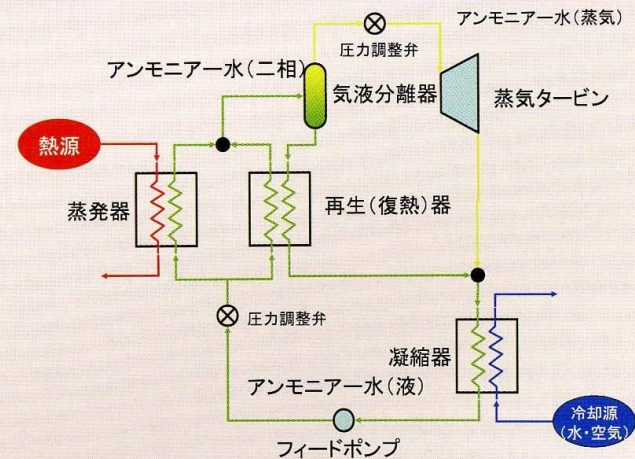 アンモニアー水(蒸気)
圧力調整弁
アンモニアー水(二相)
気液分離器
蒸気タービン
熱源
蒸発器
再生(復熱)器
圧力調整弁
凝縮器
アンモニアー水(液)
冷却源
(水・空気)
フィードポンプ